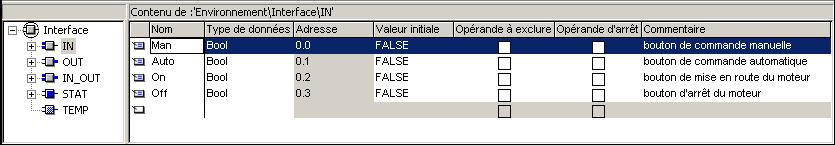 Contenu de :'Environnement\Interface\IN'
Interface
IN
OUT
IN_OUT
STAT
TEMP
Nom Type de données Adresse Valeur initiale Opérande à exclure Opérande d'arrêt Commentaire
Man Bool 0.0 FALSE bouton de commande manuelle
Auto Bool 0.1 FALSE bouton de commande automatique
On Bool 0.2 FALSE bouton de mise en route du moteur
Off Bool 0.3 FALSE bouton d'arrêt du moteur